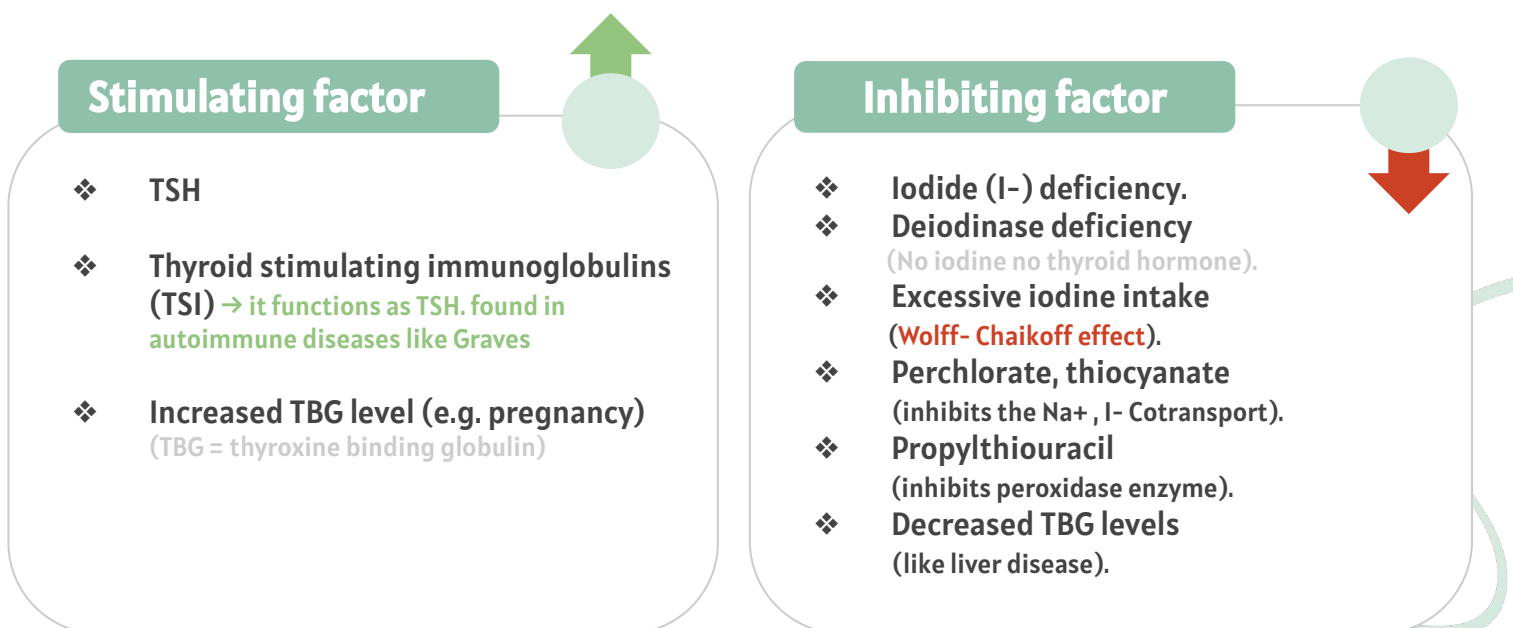 Stimulating factor
❖ TSH
❖ Thyroid stimulating immunoglobulins
(TSI) → it functions as TSH. found in
autoimmune diseases like Graves
❖ Increased TBG level (e.g. pregnancy)
(TBG = thyroxine binding globulin)
Inhibiting factor
❖ Iodide (I-) deficiency.
❖ Deiodinase deficiency
(No iodine no thyroid hormone).
❖ Excessive iodine intake
(Wolff- Chaikoff effect).
❖ Perchlorate, thiocyanate
(inhibits the Na+ , I- Cotransport).
❖ Propylthiouracil
(inhibits peroxidase enzyme).
❖ Decreased TBG levels
(like liver disease).